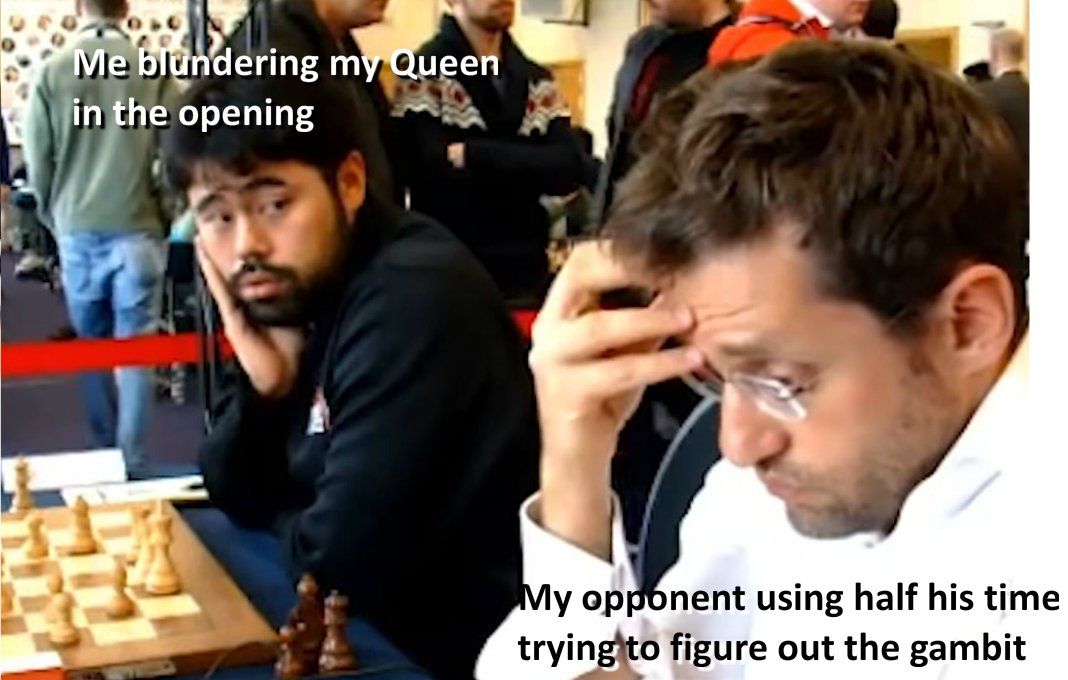 Me blundering my Queen
in the opening
My opponent using half his time
trying to figure out the gambit